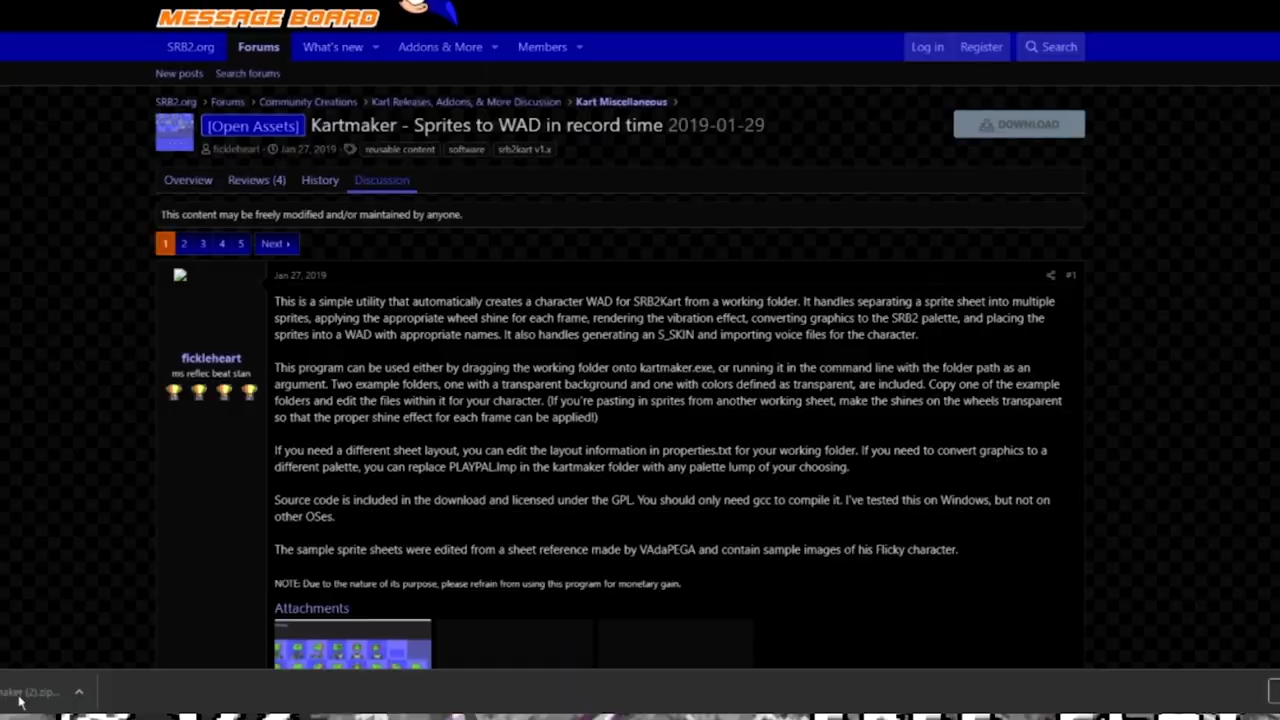 MESSAGE BOARD
SRB2.org Forums What's new Addons & More Members Log in Register Search
New posts Search forums
SRB2.org > Forums > Community Creations > Kart Releases, Addons, & More Discussion > Kart Miscellaneous >
[Open Assets] Kartmaker - Sprites to WAD in record time 2019-01-29 DOWNLOAD
fickleheart · Jan 27, 2019 · reusable content software srb2kart v1.x
Overview Reviews (4) History Discussion
This content may be freely modified and/or maintained by anyone.
1 2 3 4 5 Next
Jan 27, 2019 #1
This is a simple utility that automatically creates a character WAD for SRB2Kart from a working folder. It handles separating a sprite sheet into multiple
sprites, applying the appropriate wheel shine for each frame, rendering the vibration effect, converting graphics to the SRB2 palette, and placing the
sprites into a WAD with appropriate names. It also handles generating an S_SKIN and importing voice files for the character.
fickleheart
ms reflec beat stan
This program can be used either by dragging the working folder onto kartmaker.exe, or running it in the command line with the folder path as an
argument. Two example folders, one with a transparent background and one with colors defined as transparent, are included. Copy one of the example
folders and edit the files within it for your character. (If you're pasting in sprites from another working sheet, make the shines on the wheels transparent
so that the proper shine effect for each frame can be applied!)
If you need a different sheet layout, you can edit the layout information in properties.txt for your working folder. If you need to convert graphics to a
different palette, you can replace PLAYPAL.lmp in the kartmaker folder with any palette lump of your choosing.
Source code is included in the download and licensed under the GPL. You should only need gcc to compile it. I've tested this on Windows, but not on
other OSes.
The sample sprite sheets were edited from a sheet reference made by VAdaPEGA and contain sample images of his Flicky character.
NOTE: Due to the nature of its purpose, please refrain from using this program for monetary gain.
Attachments
maker (2).zip...